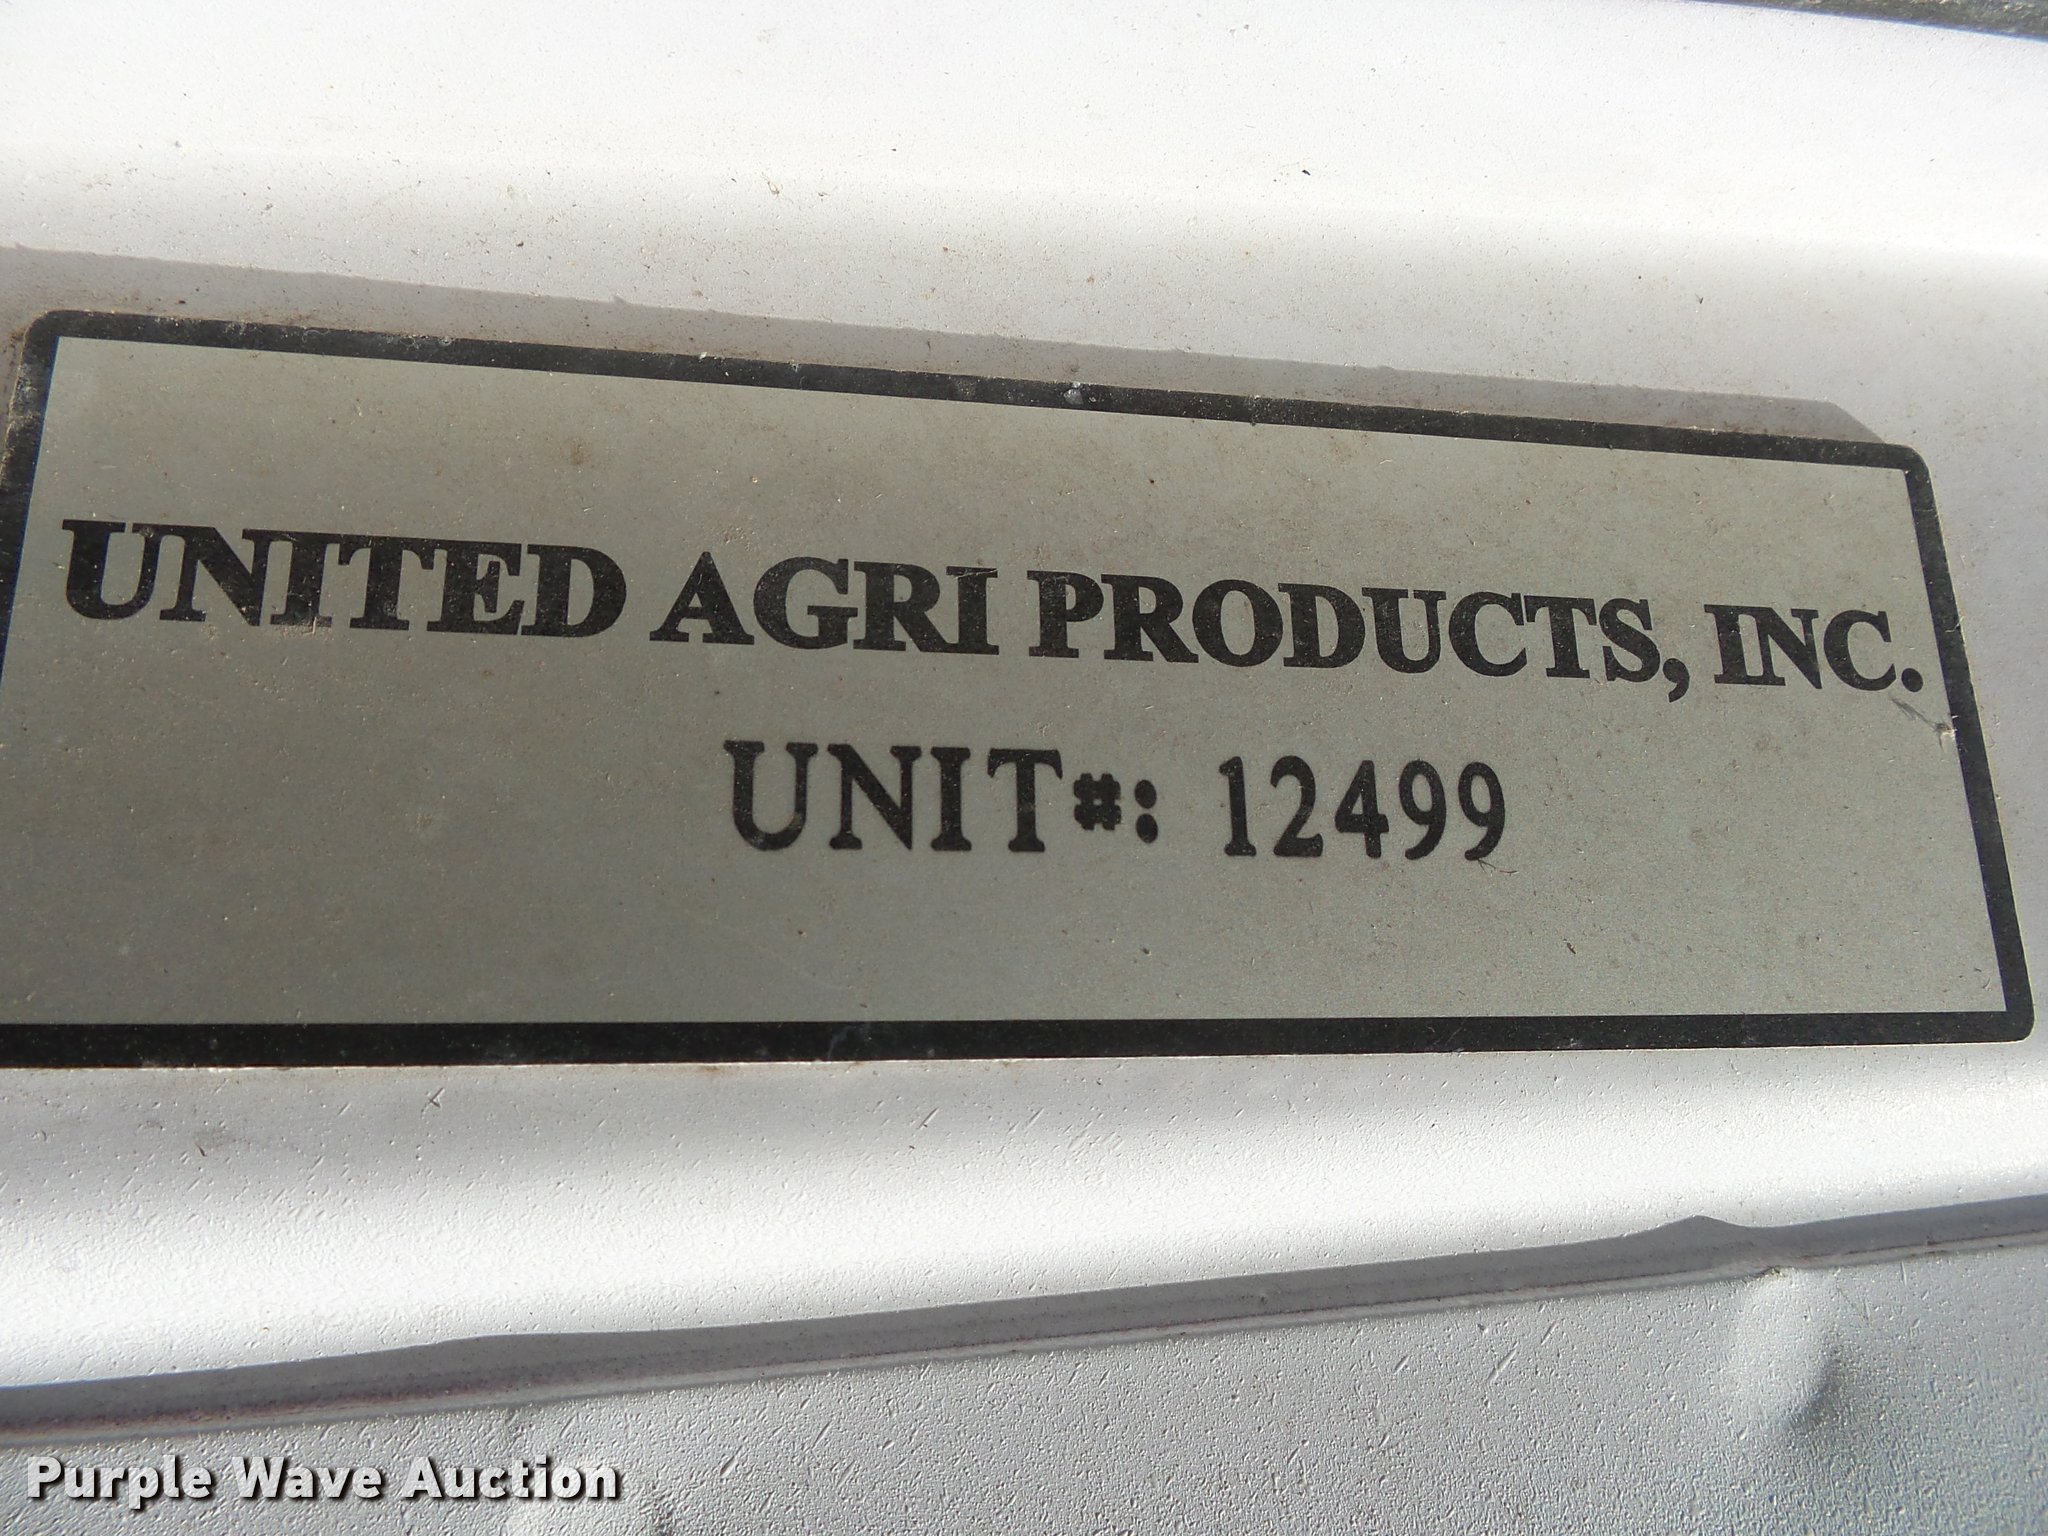 UNITED AGRI PRODUCTS, INC.
UNIT#: 12499
Purple Wave Auction